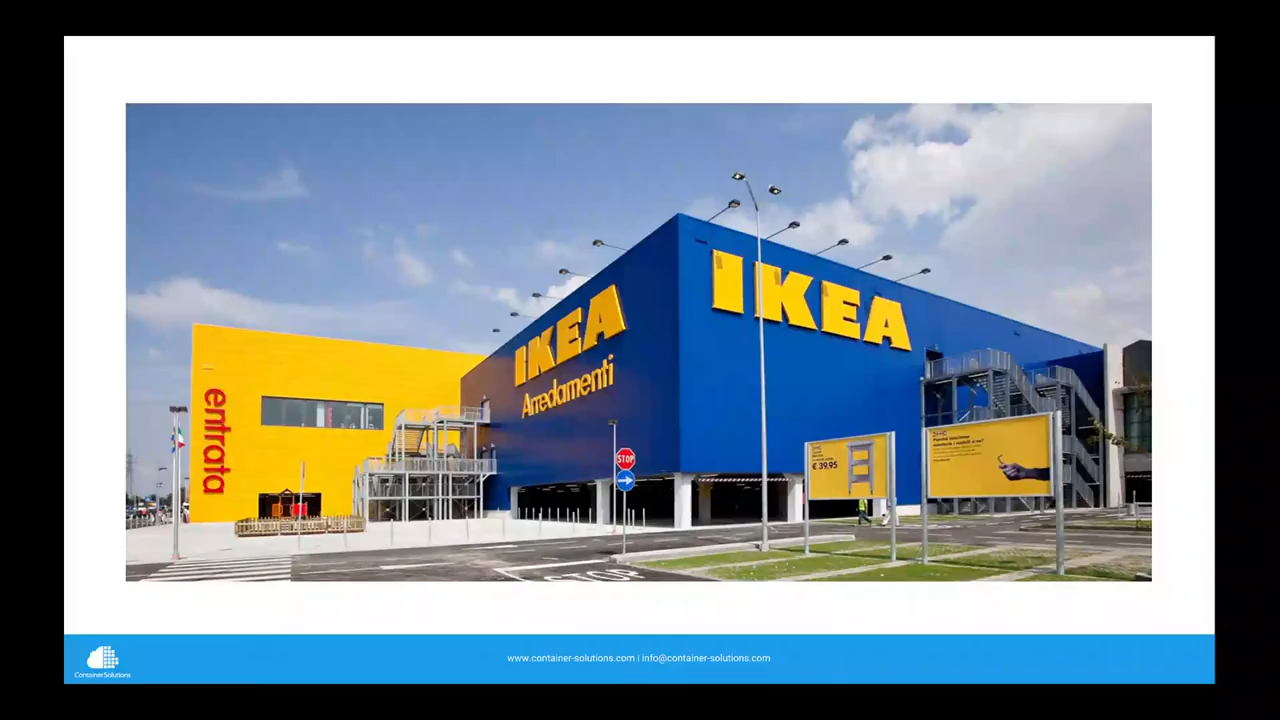 IKEA
IKEA
Arredamenti
entrata
STOP
€ 39,95
STOP
ContainerSolutions
www.container-solutions.com | info@container-solutions.com